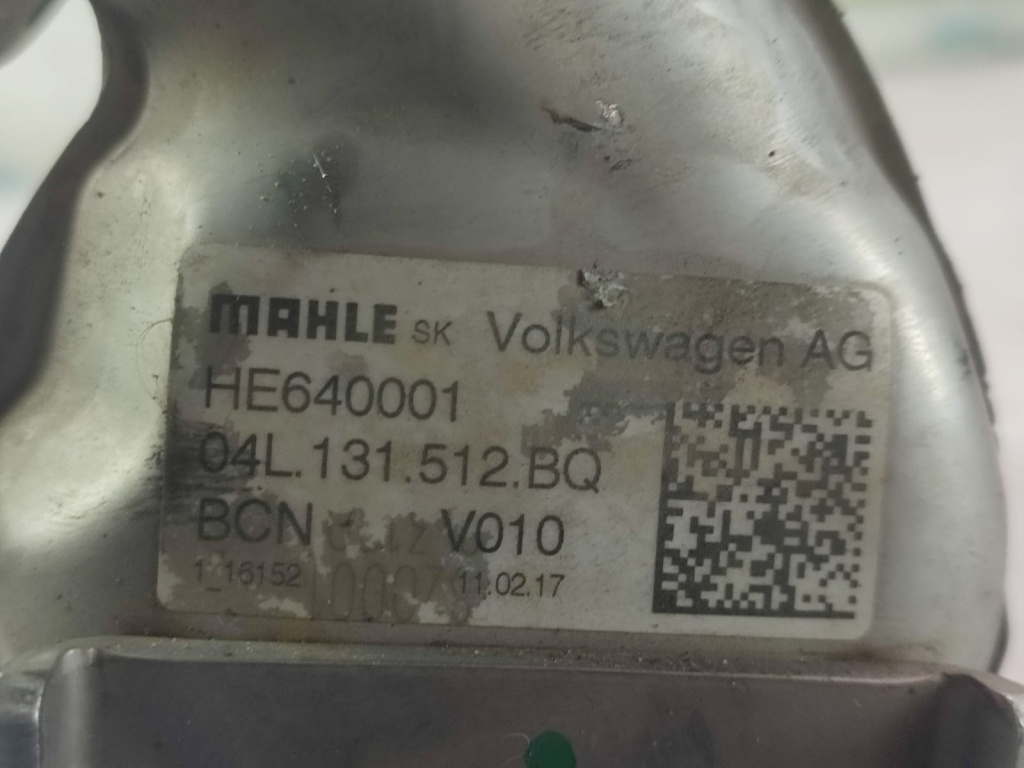 MAHLE SK Volkswagen AG
HE640001
04L.131.512.BQ
BCN V010
1_16152 11.02.17